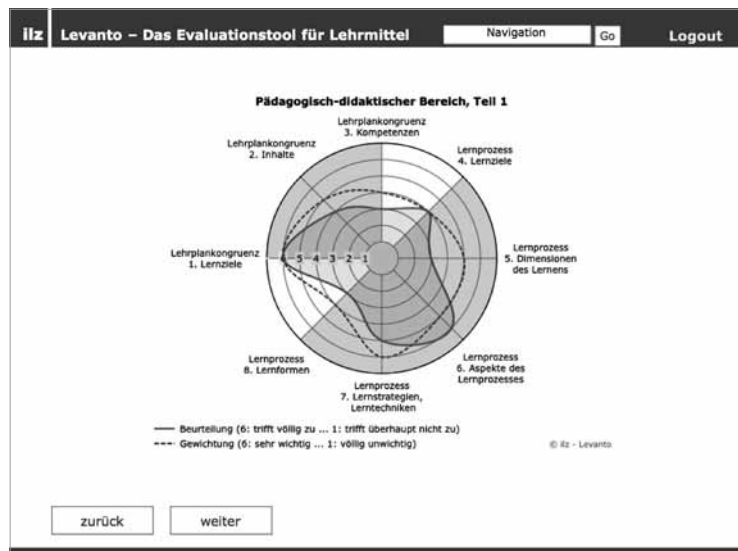 ilz Levanto – Das Evaluationstool für Lehrmittel Navigation Go Logout
Pädagogisch-didaktischer Bereich, Teil 1
Lehrplankongruenz
3. Kompetenzen
Lehrplankongruenz
2. Inhalte
Lernprozess
4. Lernziele
Lehrplankongruenz
1. Lernziele
6 5 4 3 2 1
Lernprozess
5. Dimensionen
des Lernens
Lernprozess
8. Lernformen
Lernprozess
7. Lernstrategien,
Lerntechniken
Lernprozess
6. Aspekte des
Lernprozesses
Beurteilung (6: trifft völlig zu ... 1: trifft überhaupt nicht zu)
Gewichtung (6: sehr wichtig ... 1: völlig unwichtig)
© ilz - Levanto
zurück weiter